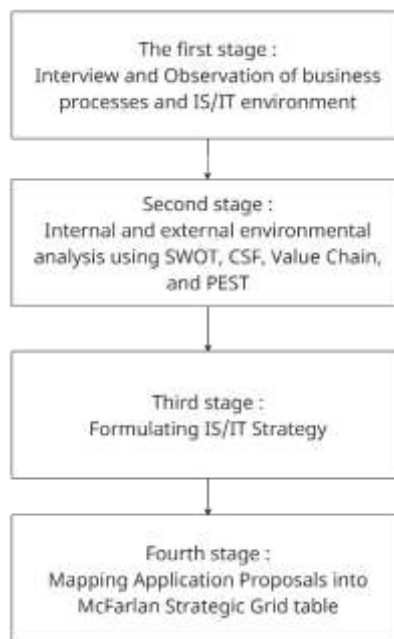 The first stage :
Interview and Observation of business
processes and IS/IT environment
Second stage :
Internal and external environmental
analysis using SWOT, CSF, Value Chain,
and PEST
Third stage :
Formulating IS/IT Strategy
Fourth stage :
Mapping Application Proposals into
McFarlan Strategic Grid table